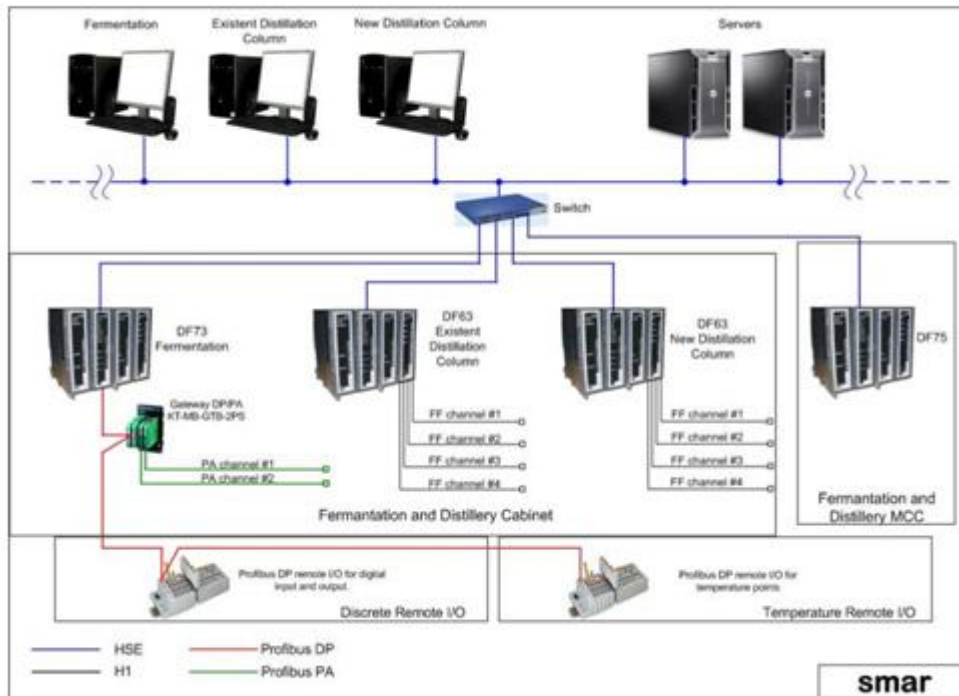 Fermentation
Existent Distillation
Column
New Distillation Column
Servers
Switch
DF73
Fermentation
DF63
Existent
Distillation
Column
DF63
New Distillation
Column
DF75
Gateway DP/PA
KT-MB-GTB-2PS
PA channel #1
PA channel #2
FF channel #1
FF channel #2
FF channel #3
FF channel #4
FF channel #1
FF channel #2
FF channel #3
FF channel #4
Fermantation and Distillery Cabinet
Fermantation and
Distillery MCC
Profibus DP remote I/O for digital
input and output.
Discrete Remote I/O
Profibus DP remote I/O for
temperature points
Temperature Remote I/O
HSE
Profibus DP
H1
Profibus PA
smar